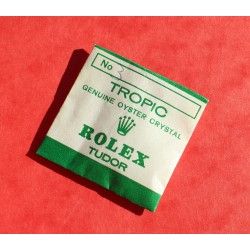 No
TROPIC
GENUINE OYSTER CRYSTAL
ROLEX
TUDOR